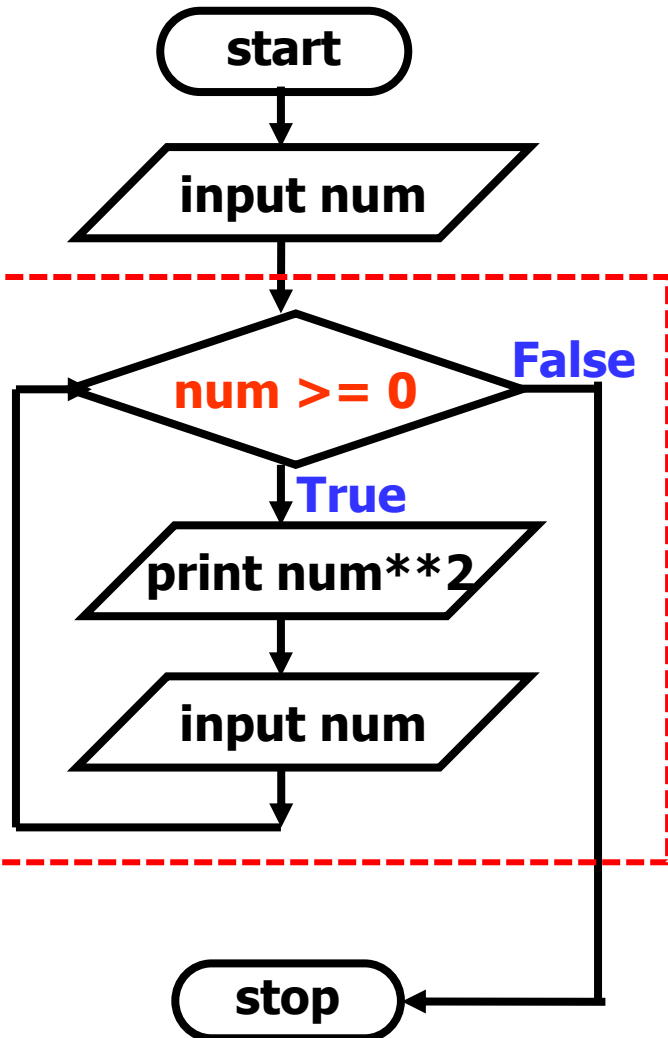 start
input num
num >= 0
False
True
print num**2
input num
stop